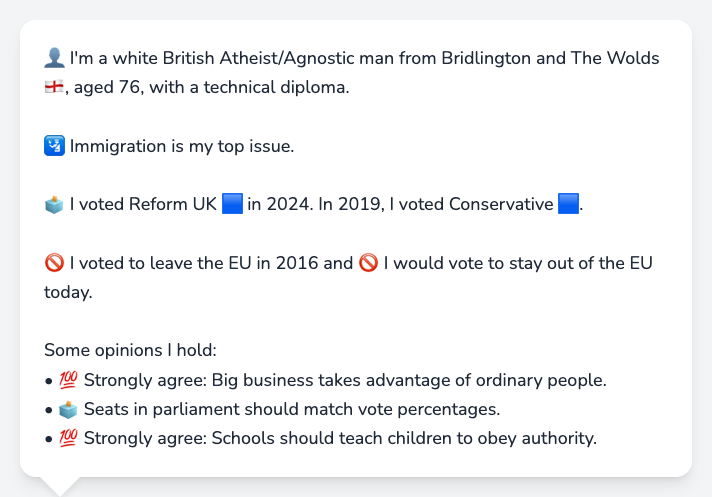 👤 I'm a white British Atheist/Agnostic man from Bridlington and The Wolds
🏴󠁧󠁢󠁥󠁮󠁧󠁿, aged 76, with a technical diploma.
🛂 Immigration is my top issue.
🗳️ I voted Reform UK 🟦 in 2024. In 2019, I voted Conservative 🟦.
🚫 I voted to leave the EU in 2016 and 🚫 I would vote to stay out of the EU
today.
Some opinions I hold:
• 💯 Strongly agree: Big business takes advantage of ordinary people.
• 🗳️ Seats in parliament should match vote percentages.
• 💯 Strongly agree: Schools should teach children to obey authority.